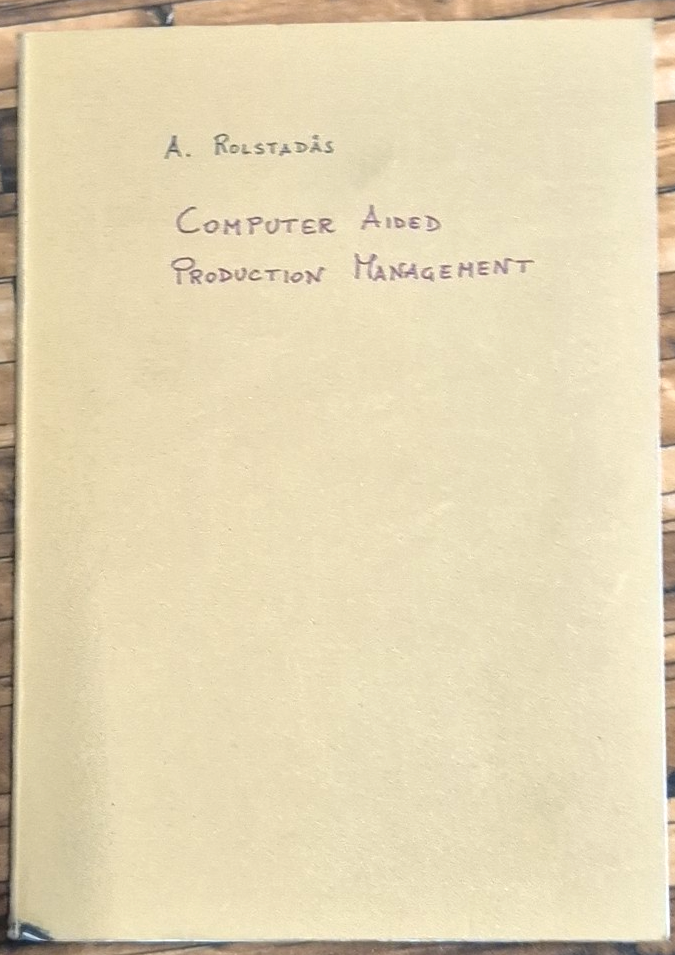 A. ROLSTADÅS
COMPUTER AIDED
PRODUCTION MANAGEMENT